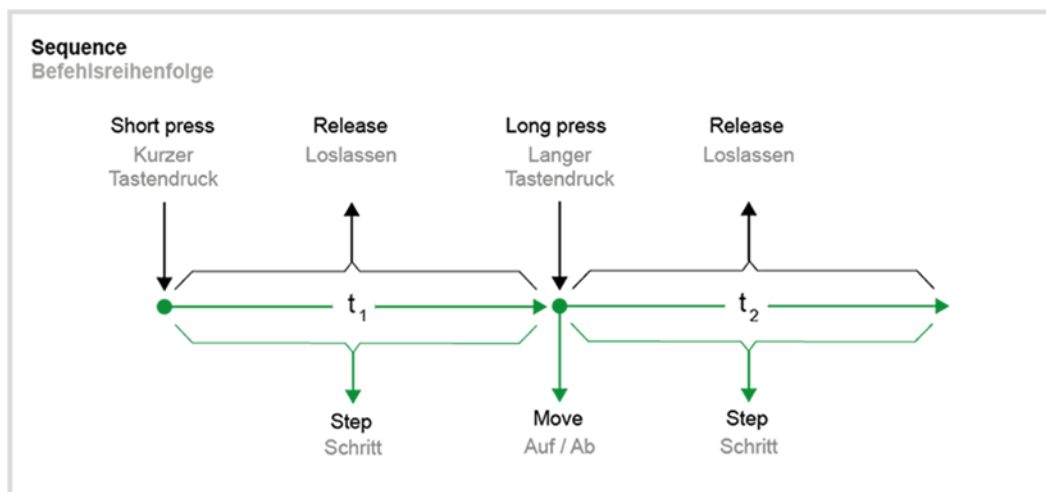 Sequence
Befehlsreihenfolge
Short press
Kurzer
Tastendruck
Release
Loslassen
Long press
Langer
Tastendruck
Release
Loslassen
t1
t2
Step
Schritt
Move
Auf / Ab
Step
Schritt